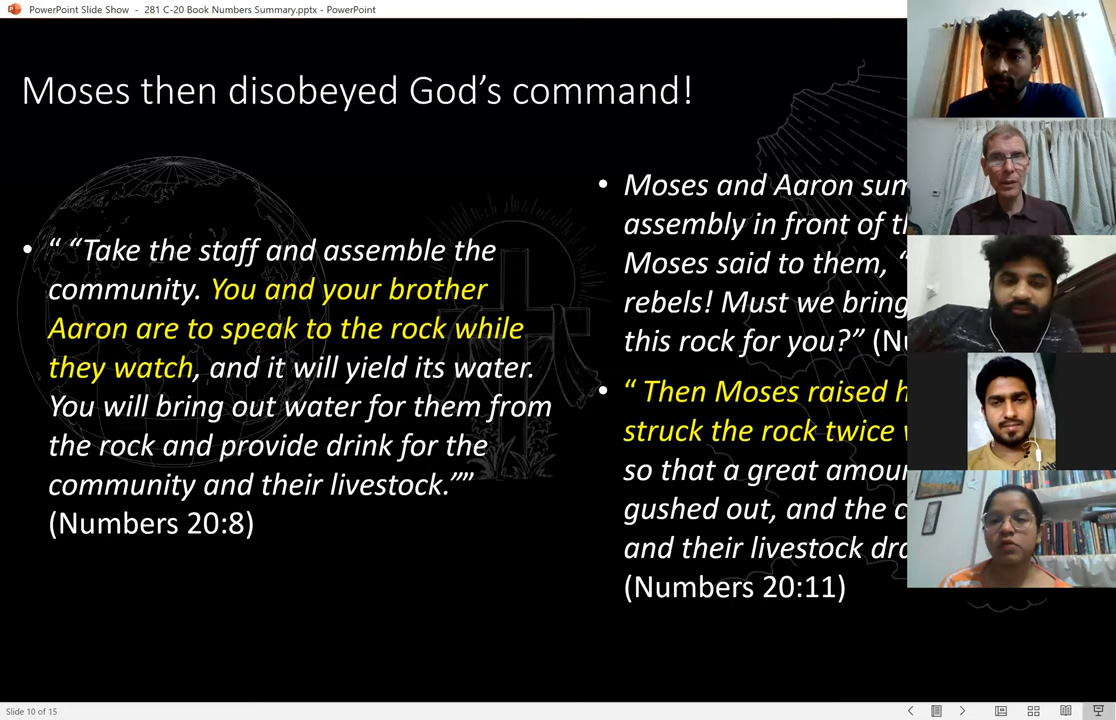 PowerPoint Slide Show - 281 C-20 Book Numbers Summary.pptx - PowerPoint
Moses then disobeyed God’s command!
• “ “Take the staff and assemble the
community. You and your brother
Aaron are to speak to the rock while
they watch, and it will yield its water.
You will bring out water for them from
the rock and provide drink for the
community and their livestock.””
(Numbers 20:8)
• Moses and Aaron
assembly in front of
Moses said to them, “
rebels! Must we bring
this rock for you?”
• “ Then Moses raised
struck the rock twice
so that a great
gushed out, and the
and their livestock
(Numbers 20:11)
Slide 10 of 15